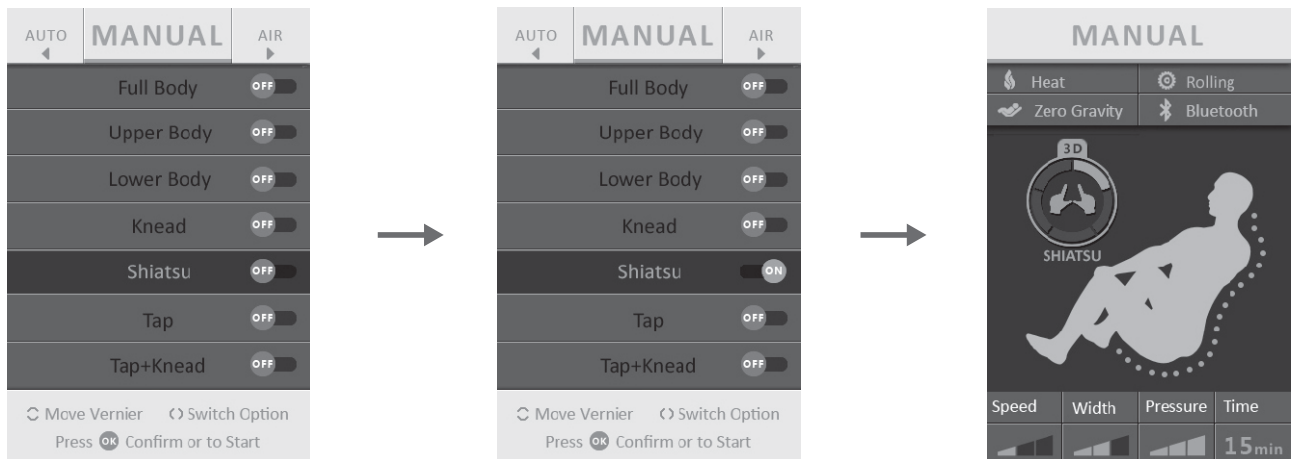 AUTO MANUAL AIR
Full Body OFF
Upper Body OFF
Lower Body OFF
Knead OFF
Shiatsu OFF
Tap OFF
Tap+Knead OFF
Move Vernier Switch Option
Press OK Confirm or to Start
AUTO MANUAL AIR
Full Body OFF
Upper Body OFF
Lower Body OFF
Knead OFF
Shiatsu ON
Tap OFF
Tap+Knead OFF
Move Vernier Switch Option
Press OK Confirm or to Start
MANUAL
Heat Rolling
Zero Gravity Bluetooth
3D
SHIATSU
Speed Width Pressure Time
15min